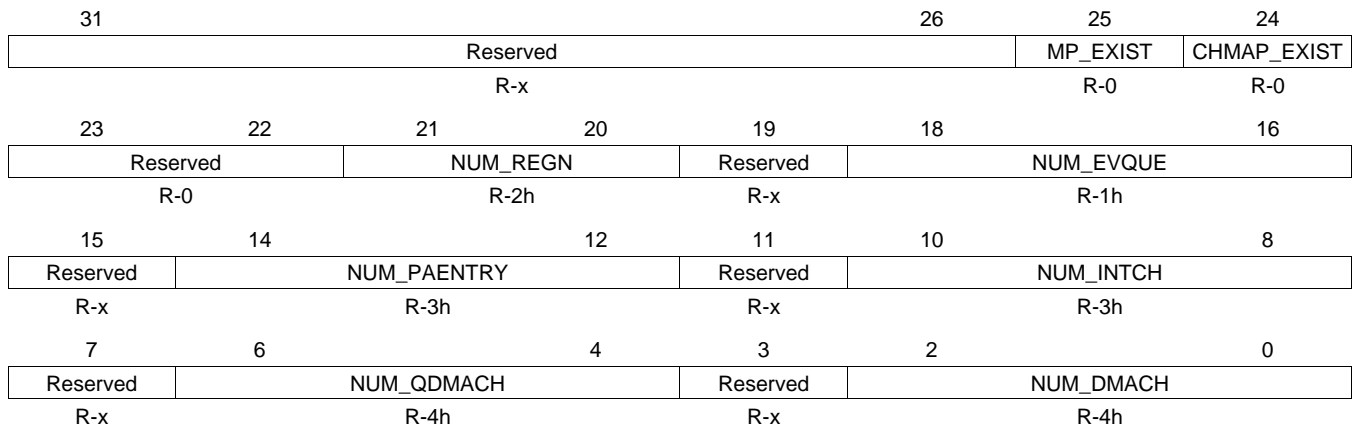 31 26 25 24
Reserved MP_EXIST CHMAP_EXIST
R-x R-0 R-0
23 22 21 20 19 18 16
Reserved NUM_REGN Reserved NUM_EVQUE
R-0 R-2h R-x R-1h
15 14 12 11 10 8
Reserved NUM_PAENTRY Reserved NUM_INTCH
R-x R-3h R-x R-3h
7 6 4 3 2 0
Reserved NUM_QDMACH Reserved NUM_DMACH
R-x R-4h R-x R-4h